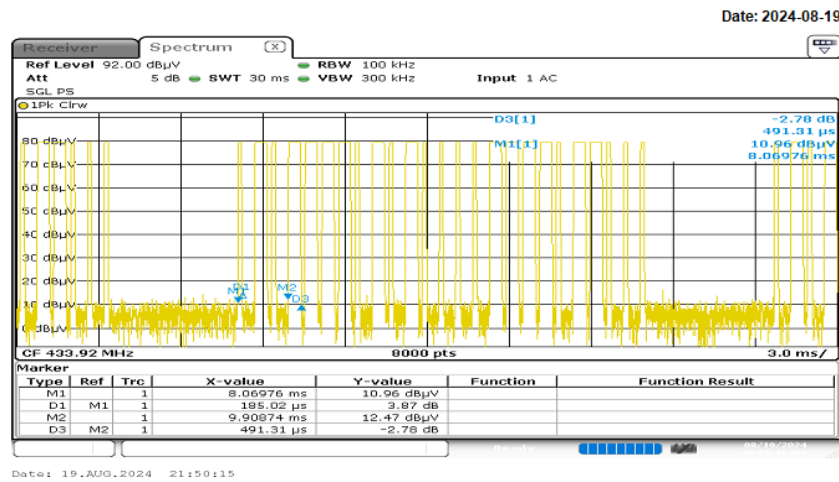 Date: 2024-08-19
Receiver Spectrum X
Ref Level 92.00 dBµV RBW 100 kHz
Att 5 dB SWT 30 ms VBW 300 kHz Input 1 AC
SGL PS
1Pk Clrw
D3[1] -2.78 dB
491.31 µs
80 dBµV M1[1] 10.96 dBµV
70 dBµV 8.06976 ms
60 dBµV
50 dBµV
40 dBµV
30 dBµV
20 dBµV
D1 M2
M1 D3
10 dBµV
0 dBµV
CF 433.92 MHz 8000 pts 3.0 ms/
Marker
Type Ref Trc X-value Y-value Function Function Result
M1 1 8.06976 ms 10.96 dBµV
D1 M1 1 185.02 µs 3.87 dB
M2 1 9.90874 ms 12.47 dBµV
D3 M2 1 491.31 µs -2.78 dB
Ready
Date: 19.AUG.2024 21:50:15